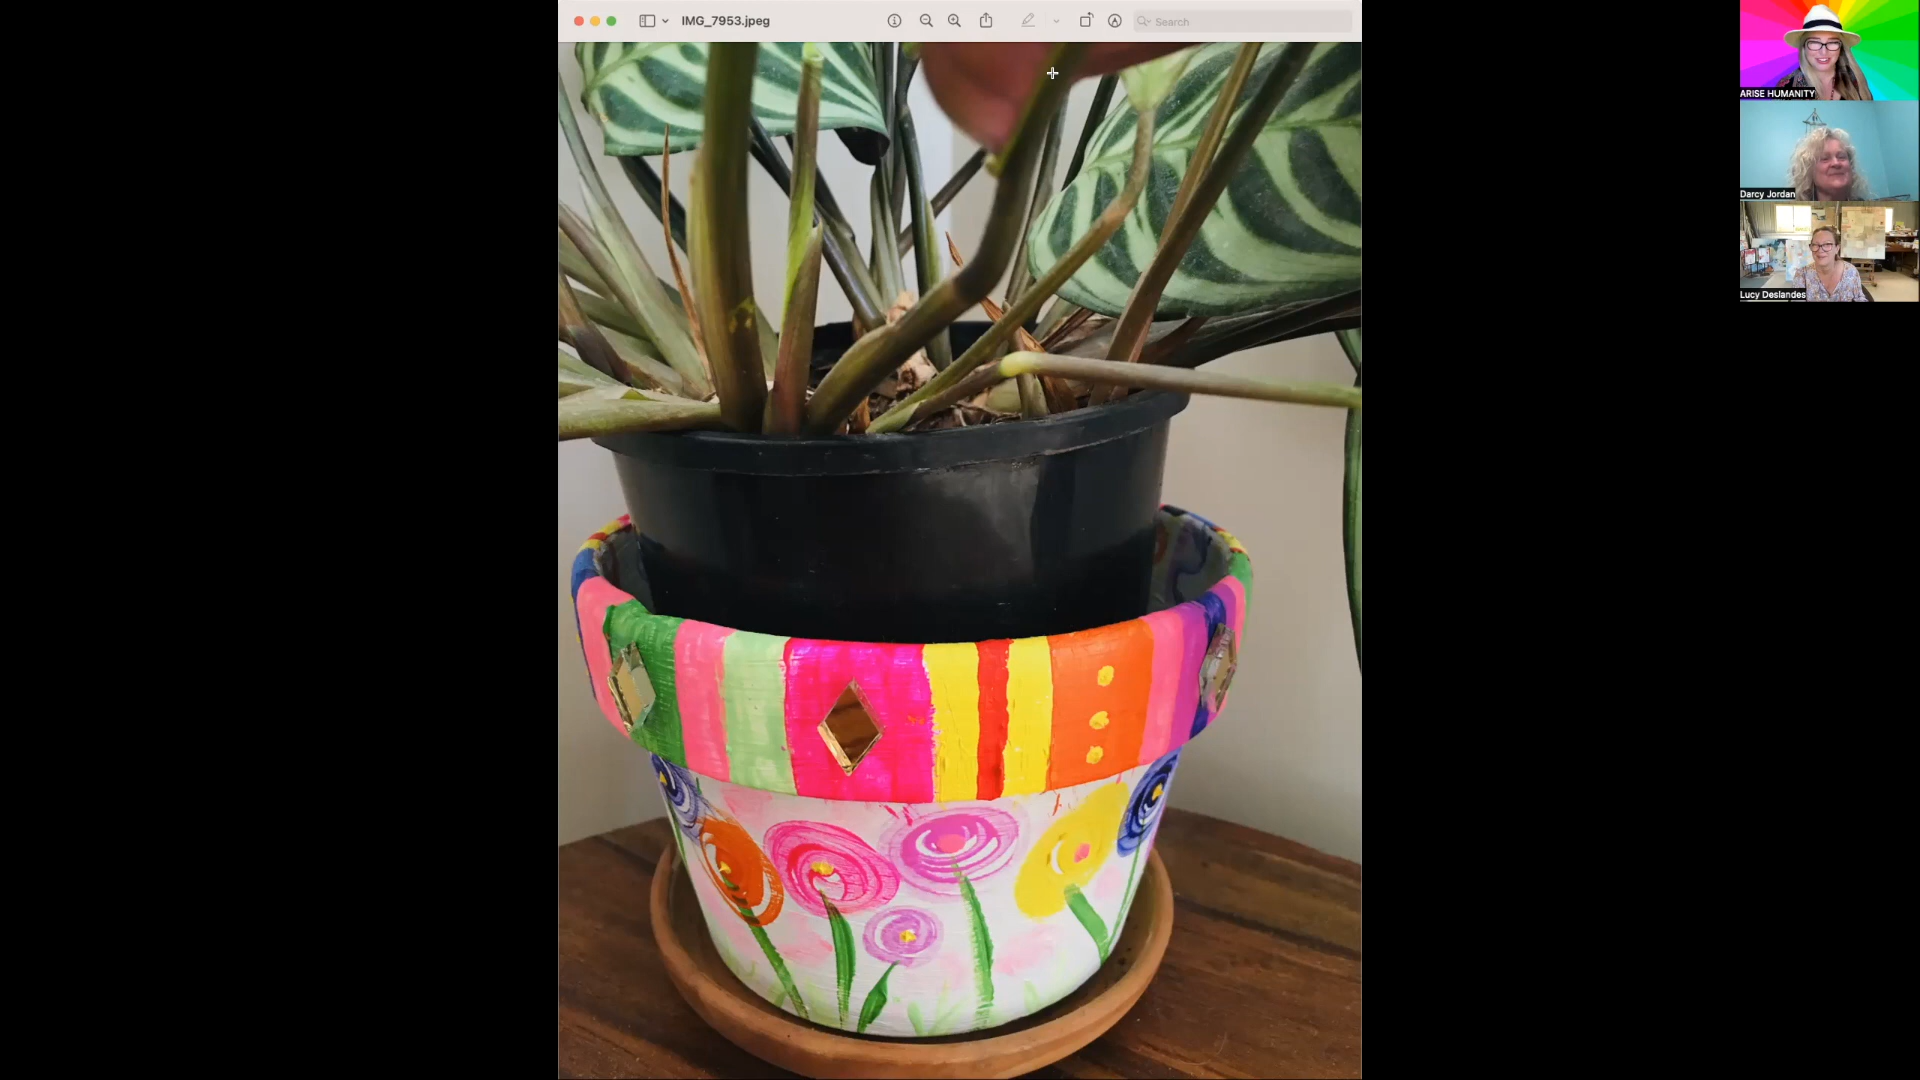 IMG_7953.jpeg
Search
ARISE HUMANITY
Darcy Jordan
Lucy Deslandes